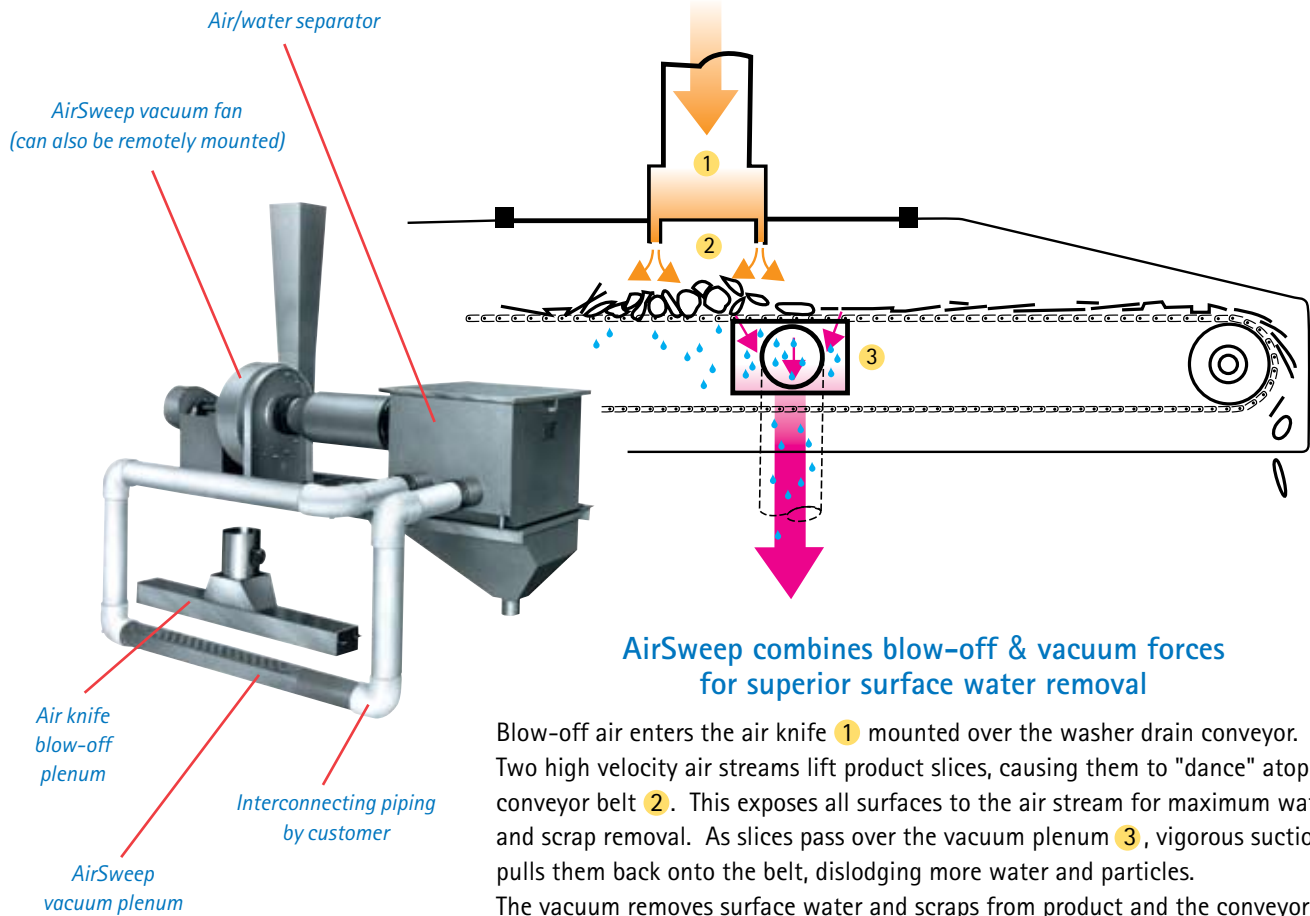 Air/water separator
AirSweep vacuum fan
(can also be remotely mounted)
1
2
3
Air knife
blow-off
plenum
Interconnecting piping
by customer
AirSweep
vacuum plenum
AirSweep combines blow-off & vacuum forces
for superior surface water removal
Blow-off air enters the air knife 1 mounted over the washer drain conveyor.
Two high velocity air streams lift product slices, causing them to "dance" atop
conveyor belt 2. This exposes all surfaces to the air stream for maximum wat
and scrap removal. As slices pass over the vacuum plenum 3, vigorous suctio
pulls them back onto the belt, dislodging more water and particles.
The vacuum removes surface water and scraps from product and the conveyor